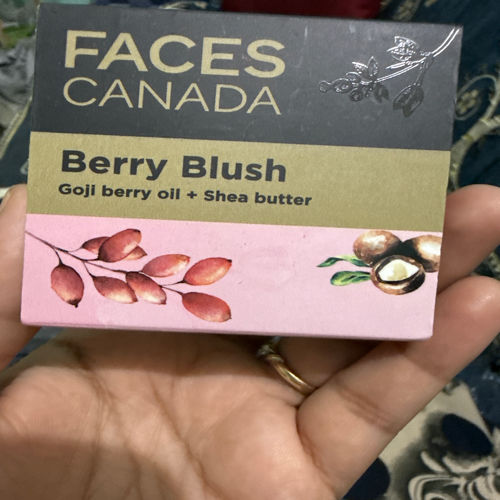 FACES
CANADA
Berry Blush
Goji berry oil + Shea butter